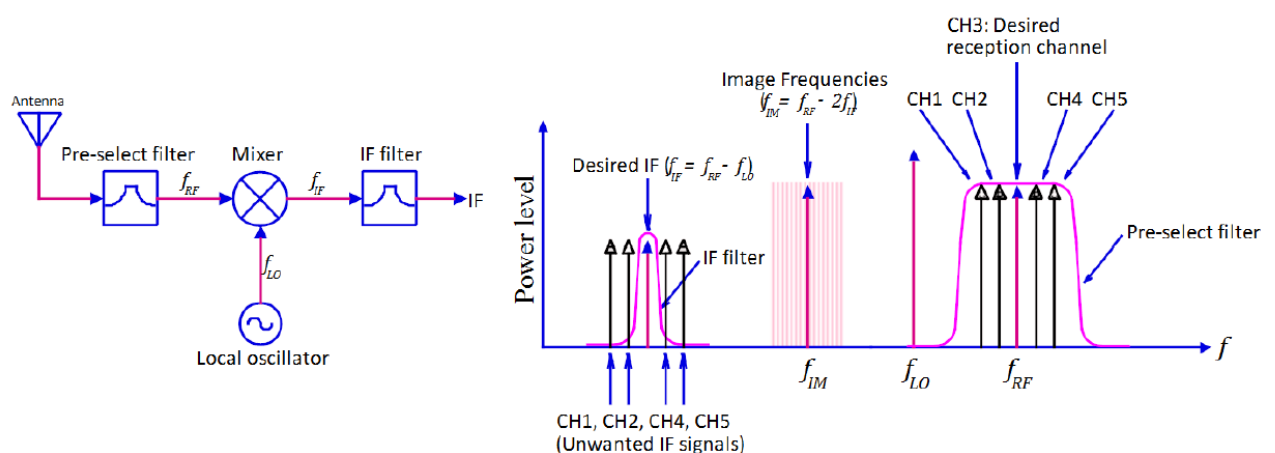 Antenna
Pre-select filter
f_RF
Mixer
f_IF
IF filter
IF
f_LO
Local oscillator
Power level
Desired IF (f_IF = f_RF - f_LO)
IF filter
CH1, CH2, CH4, CH5
(Unwanted IF signals)
Image Frequencies
(f_IM = f_RF - 2f_IF)
f_IM
f_LO
f_RF
f
CH3: Desired
reception channel
CH1 CH2
CH4 CH5
Pre-select filter